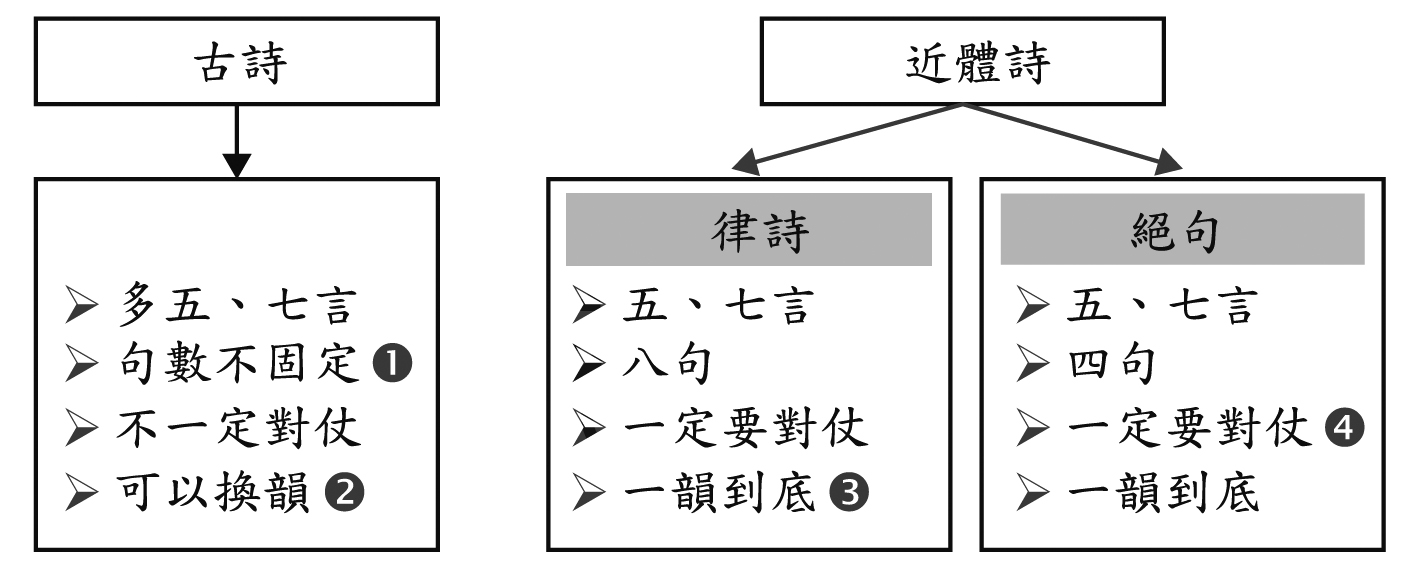 古詩
多五、七言
句數不固定❶
不一定對仗
可以換韻❷
近體詩
律詩
五、七言
八句
一定要對仗
一韻到底❸
絕句
五、七言
四句
一定要對仗❹
一韻到底